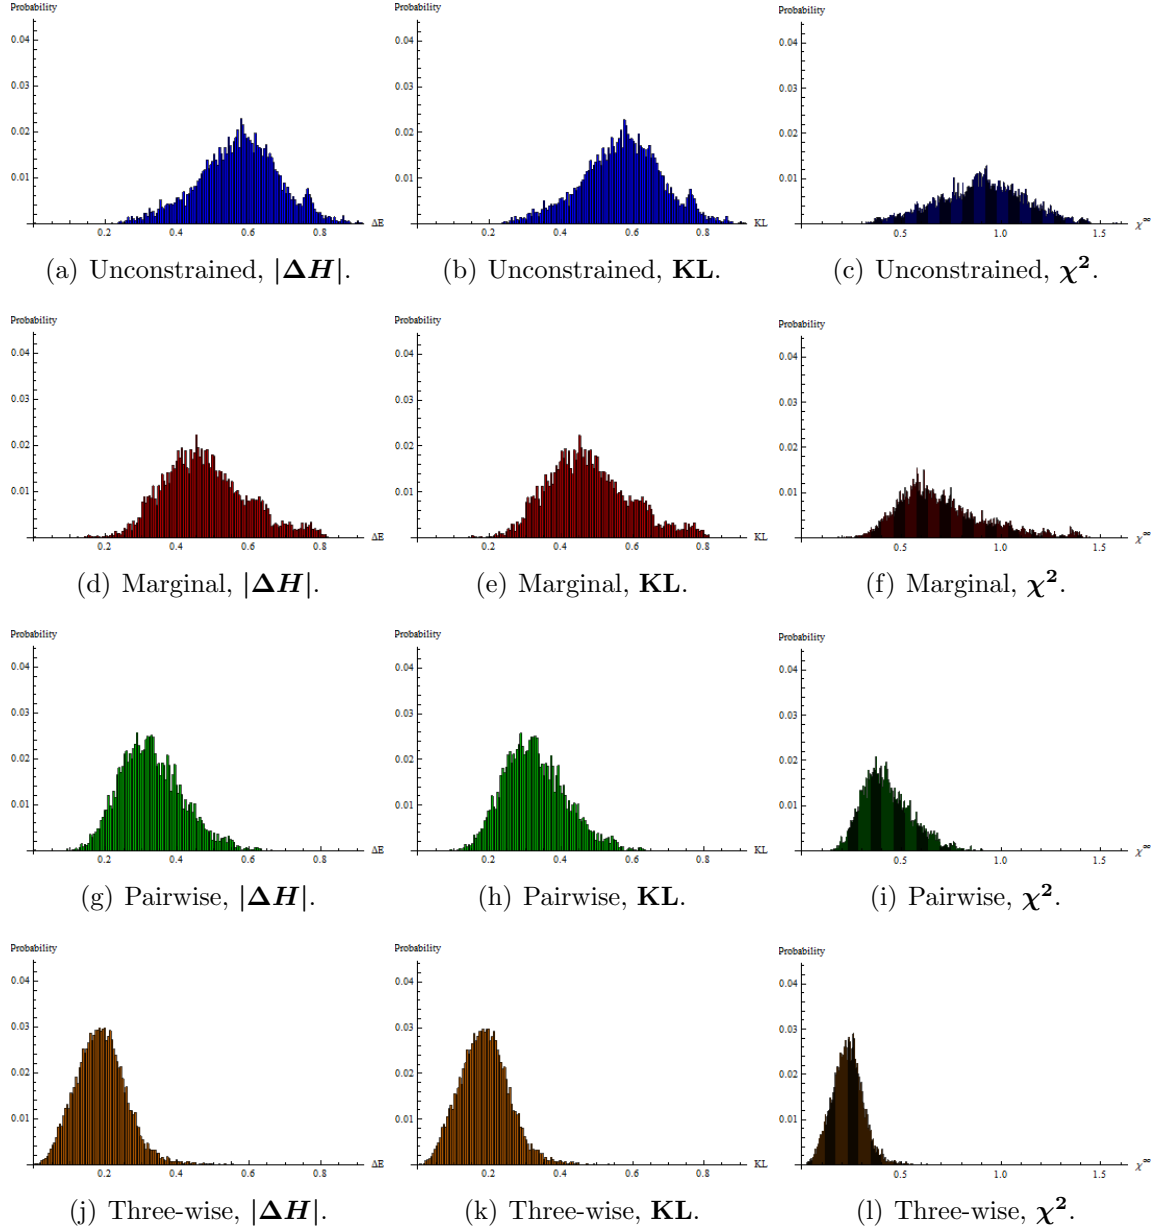 Probability Probability Probability
0.04 0.04 0.04
0.03 0.03 0.03
0.02 0.02 0.02
0.01 0.01 0.01
ΔE KL χ^∞
0.2 0.4 0.6 0.8 0.2 0.4 0.6 0.8 0.5 1.0 1.5
(a) Unconstrained, |ΔH|. (b) Unconstrained, KL. (c) Unconstrained, χ².
Probability Probability Probability
0.04 0.04 0.04
0.03 0.03 0.03
0.02 0.02 0.02
0.01 0.01 0.01
ΔE KL χ^∞
0.2 0.4 0.6 0.8 0.2 0.4 0.6 0.8 0.5 1.0 1.5
(d) Marginal, |ΔH|. (e) Marginal, KL. (f) Marginal, χ².
Probability Probability Probability
0.04 0.04 0.04
0.03 0.03 0.03
0.02 0.02 0.02
0.01 0.01 0.01
ΔE KL χ^∞
0.2 0.4 0.6 0.8 0.2 0.4 0.6 0.8 0.5 1.0 1.5
(g) Pairwise, |ΔH|. (h) Pairwise, KL. (i) Pairwise, χ².
Probability Probability Probability
0.04 0.04 0.04
0.03 0.03 0.03
0.02 0.02 0.02
0.01 0.01 0.01
ΔE KL χ^∞
0.2 0.4 0.6 0.8 0.2 0.4 0.6 0.8 0.5 1.0 1.5
(j) Three-wise, |ΔH|. (k) Three-wise, KL. (l) Three-wise, χ².